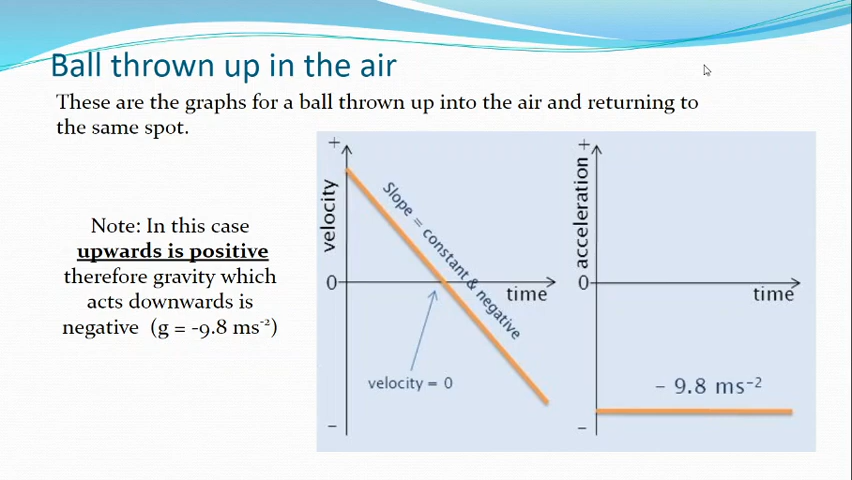 Ball thrown up in the air
These are the graphs for a ball thrown up into the air and returning to
the same spot.
Note: In this case
upwards is positive
therefore gravity which
acts downwards is
negative (g = -9.8 ms⁻²)
+
velocity
Slope = constant & negative
0
time
velocity = 0
–
+
acceleration
0
time
– 9.8 ms⁻²
–